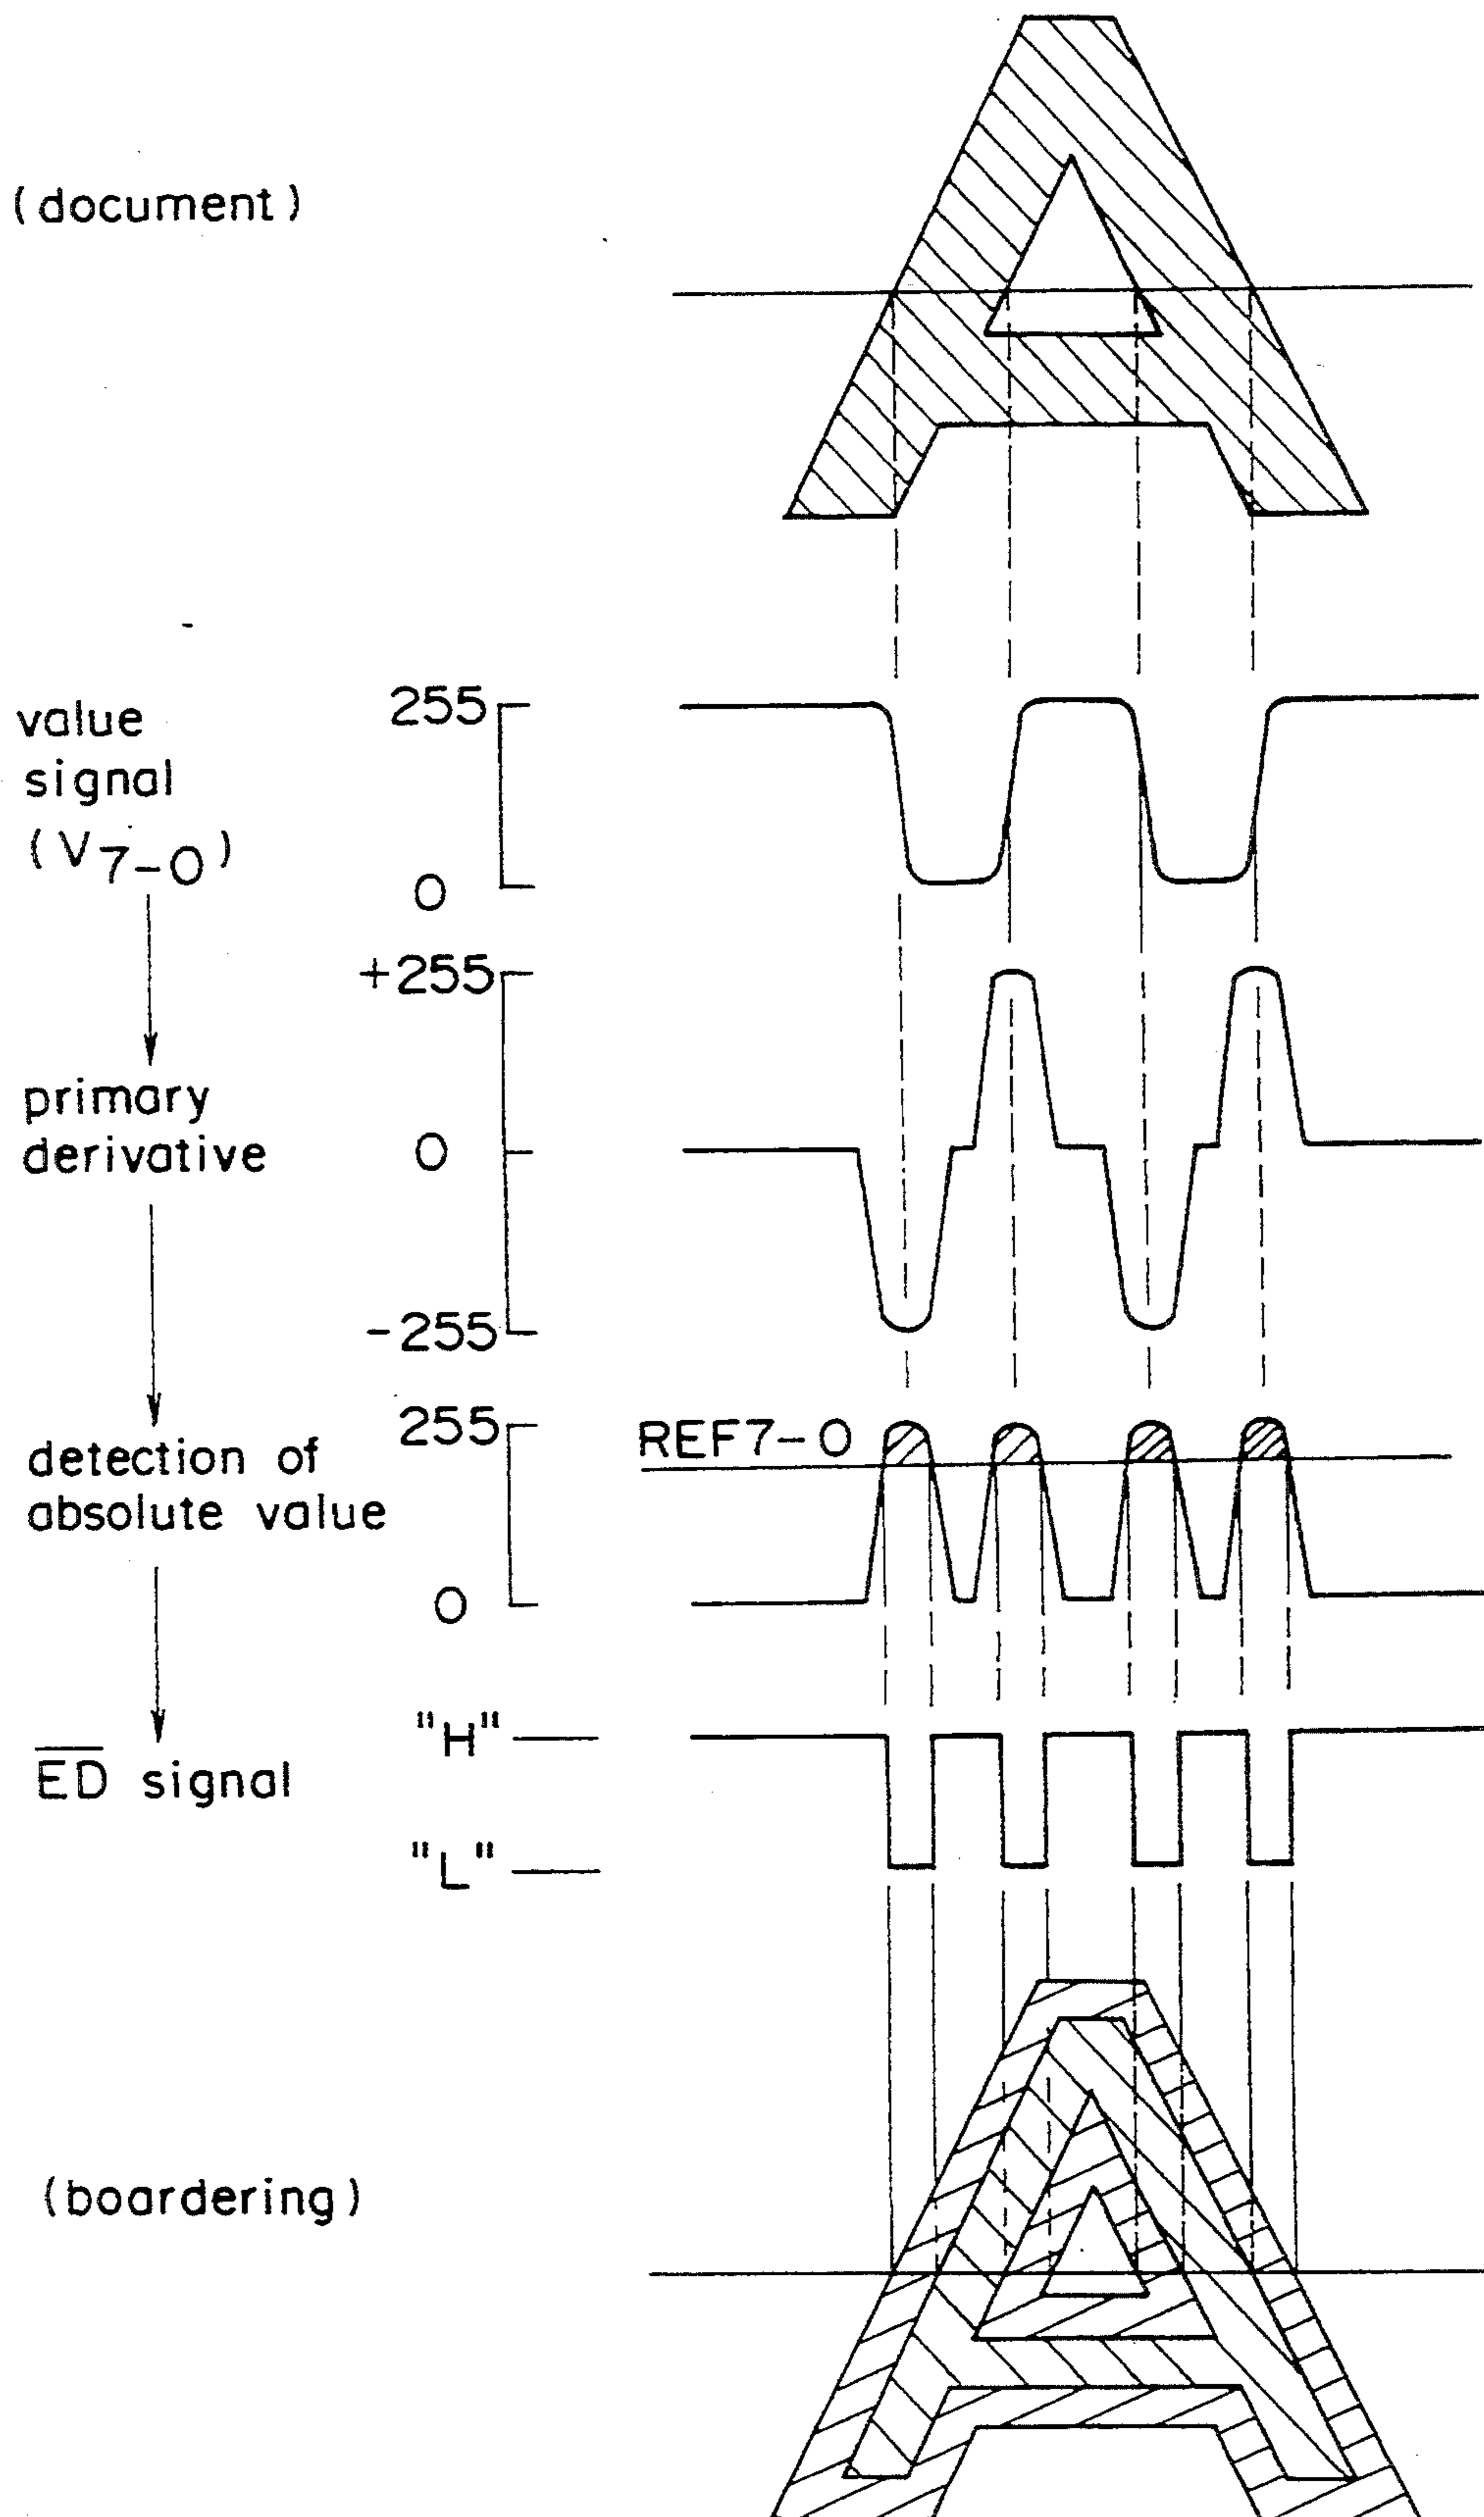 (document)
value
signal
(V7-0)
255
0
primary
derivative
+255
0
-255
detection of
absolute value
255
REF7-0
0
E̅D̅ signal
"H"
"L"
(boardering)